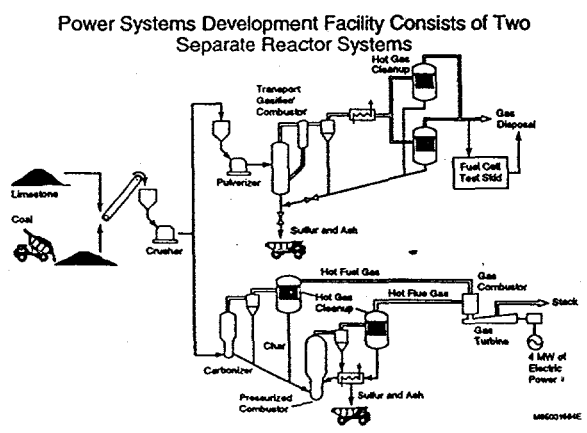 Power Systems Development Facility Consists of Two
Separate Reactor Systems
Hot Gas
Cleanup
Transport
Gasifier/
Combustor
Gas
Disposal
Fuel Cell
Test Skid
Pulverizer
Limestone
Coal
Crusher
Sulfur and Ash
Hot Fuel Gas
Gas
Combustor
Hot Gas
Cleanup
Hot Flue Gas
Stack
Gas
Turbine
Char
Carbonizer
4 MW of
Electric
Power
Pressurized
Combustor
Sulfur and Ash